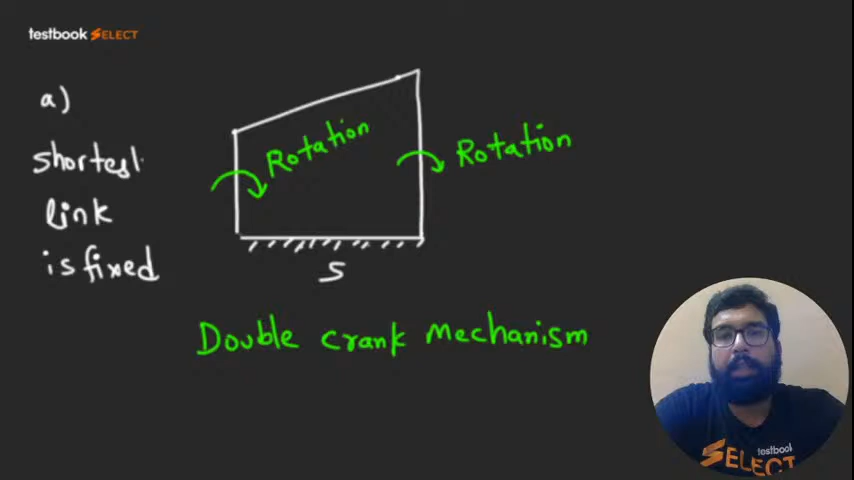 testbook SELECT
a)
shortest
link
is fixed
Rotation
Rotation
S
Double crank Mechanism
testbook
SELECT